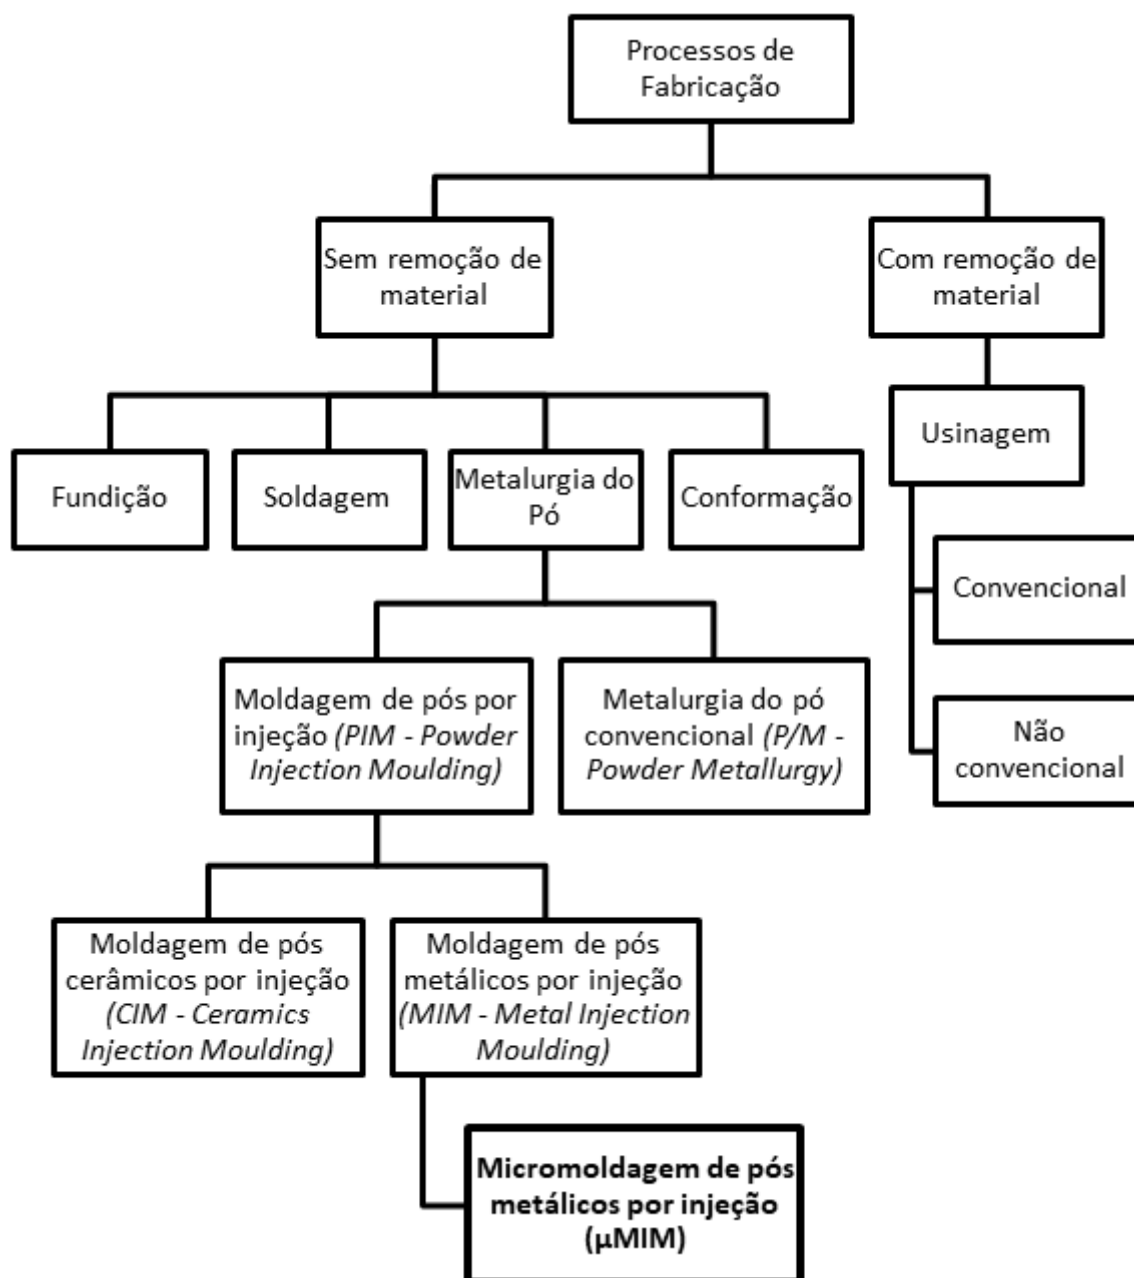 Processos de
Fabricação
Sem remoção de
material
Com remoção de
material
Usinagem
Fundição
Soldagem
Metalurgia do
Pó
Conformação
Convencional
Não
convencional
Moldagem de pós por
injeção (PIM - Powder
Injection Moulding)
Metalurgia do pó
convencional (P/M -
Powder Metallurgy)
Moldagem de pós
cerâmicos por injeção
(CIM - Ceramics
Injection Moulding)
Moldagem de pós
metálicos por injeção
(MIM - Metal Injection
Moulding)
Micromoldagem de pós
metálicos por injeção
(μMIM)